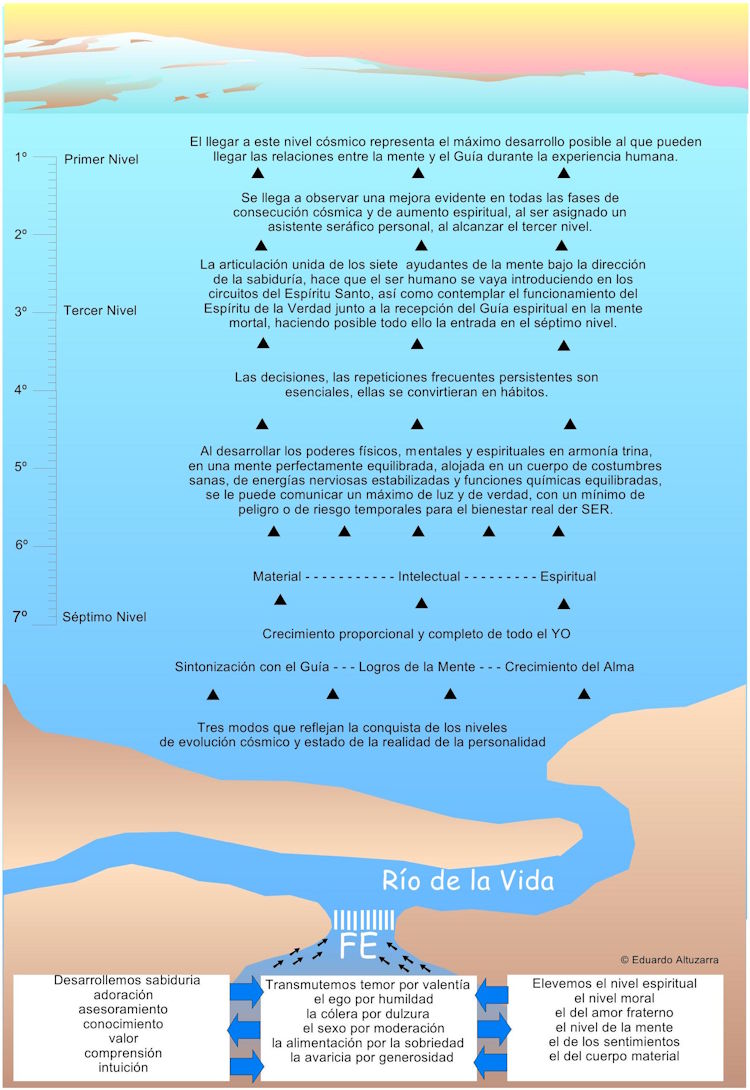 El llegar a este nivel cósmico representa el máximo desarrollo posible al que pueden
llegar las relaciones entre la mente y el Guía durante la experiencia humana.
1º Primer Nivel
Se llega a observar una mejora evidente en todas las fases de
consecución cósmica y de aumento espiritual, al ser asignado un
asistente seráfico personal, al alcanzar el tercer nivel.
2º
La articulación unida de los siete ayudantes de la mente bajo la dirección
de la sabiduría, hace que el ser humano se vaya introduciendo en los
circuitos del Espíritu Santo, así como contemplar el funcionamiento del
Espíritu de la Verdad junto a la recepción del Guía espiritual en la mente
mortal, haciendo posible todo ello la entrada en el séptimo nivel.
3º Tercer Nivel
Las decisiones, las repeticiones frecuentes persistentes son
esenciales, ellas se convirtieran en hábitos.
4º
Al desarrollar los poderes físicos, mentales y espirituales en armonía trina,
en una mente perfectamente equilibrada, alojada en un cuerpo de costumbres
sanas, de energías nerviosas estabilizadas y funciones químicas equilibradas,
se le puede comunicar un máximo de luz y de verdad, con un mínimo de
peligro o de riesgo temporales para el bienestar real der SER.
5º
6º
Material - - - - - - - - - - - Intelectual - - - - - - - - - Espiritual
7º Séptimo Nivel
Crecimiento proporcional y completo de todo el YO
Sintonización con el Guía - - - Logros de la Mente - - - Crecimiento del Alma
Tres modos que reflejan la conquista de los niveles
de evolución cósmico y estado de la realidad de la personalidad
Río de la Vida
FE
© Eduardo Altuzarra
Desarrollemos sabiduria
adoración
asesoramiento
conocimiento
valor
comprensión
intuición
Transmutemos temor por valentía
el ego por humildad
la cólera por dulzura
el sexo por moderación
la alimentación por la sobriedad
la avaricia por generosidad
Elevemos el nivel espiritual
el nivel moral
el del amor fraterno
el nivel de la mente
el de los sentimientos
el del cuerpo material